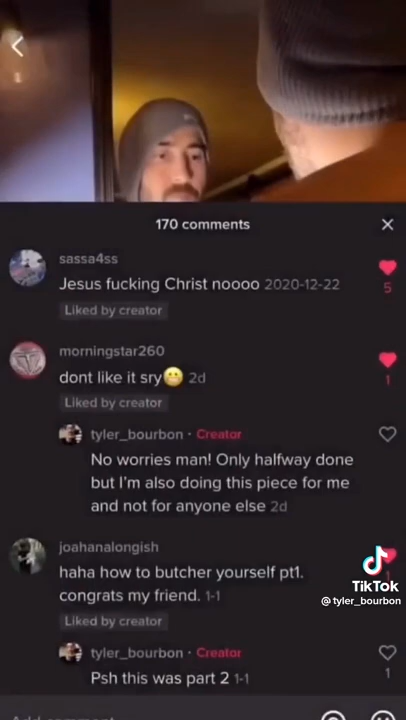 170 comments
sassa4ss
Jesus fucking Christ noooo 2020-12-22
5
Liked by creator
morningstar260
dont like it sry😬 2d
1
Liked by creator
tyler_bourbon · Creator
No worries man! Only halfway done
but I'm also doing this piece for me
and not for anyone else 2d
joahanalongish
haha how to butcher yourself pt1.
congrats my friend. 1-1
TikTok
@tyler_bourbon
Liked by creator
tyler_bourbon · Creator
Psh this was part 2 1-1
1